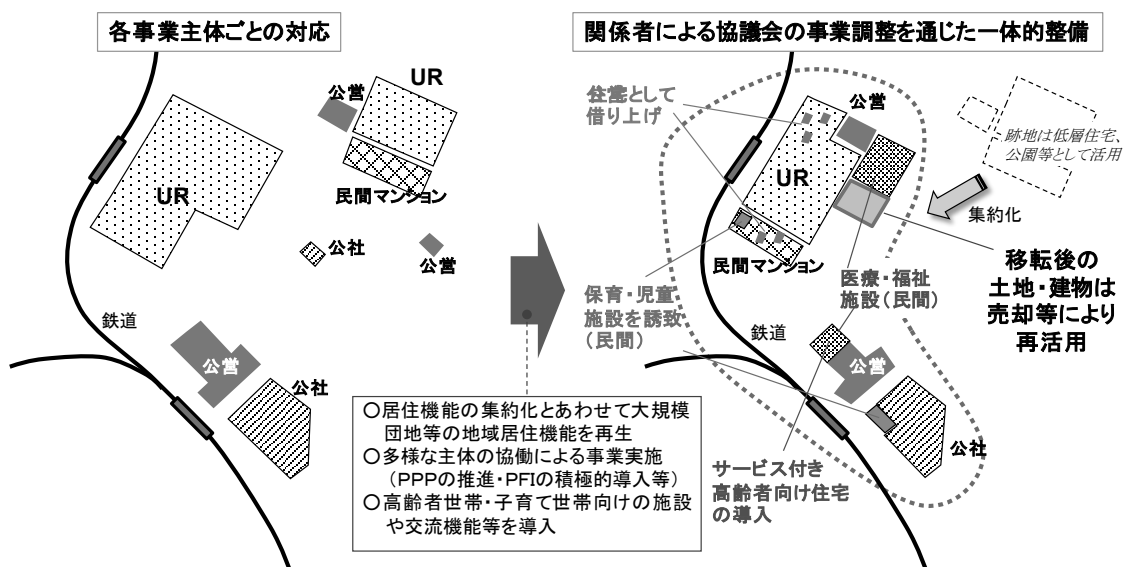 各事業主体ごとの対応
UR
公営
UR
民間マンション
公社
公営
鉄道
公営
公社
関係者による協議会の事業調整を通じた一体的整備
として
借り上げ
公営
跡地は低層住宅、
公園等として活用
UR
集約化
民間マンション
移転後の
土地・建物は
売却等により
再活用
医療・福祉
施設(民間)
保育・児童
施設を誘致
(民間)
鉄道
公営
公社
サービス付き
高齢者向け住宅
の導入
○居住機能の集約化とあわせて大規模
団地等の地域居住機能を再生
○多様な主体の協働による事業実施
(PPPの推進・PFIの積極的導入等)
○高齢者世帯・子育て世帯向けの施設
や交流機能等を導入